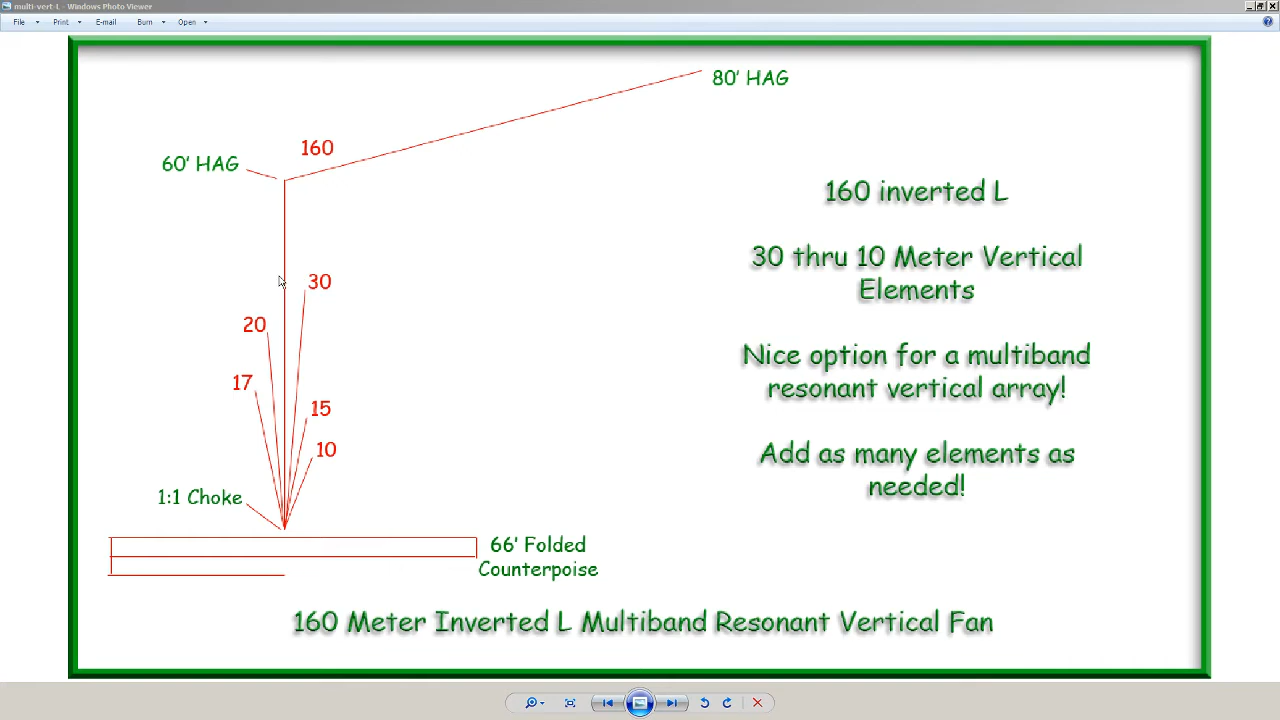 multi-vert-L - Windows Photo Viewer
File Print E-mail Burn Open
80' HAG
160
60' HAG
160 inverted L
30 thru 10 Meter Vertical
Elements
30
20
Nice option for a multiband
resonant vertical array!
17
15
10
Add as many elements as
needed!
1:1 Choke
66' Folded
Counterpoise
160 Meter Inverted L Multiband Resonant Vertical Fan